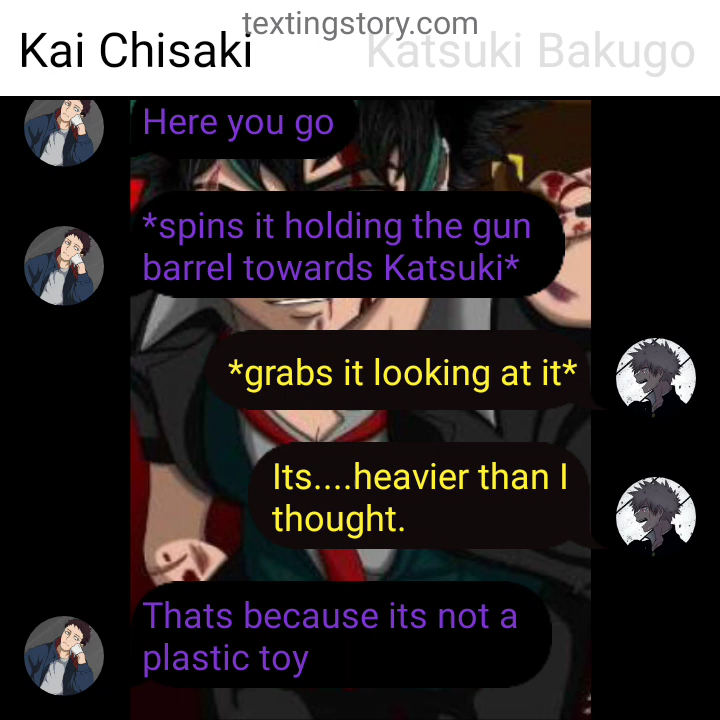 textingstory.com
Kai Chisaki
Katsuki Bakugo
Here you go
*spins it holding the gun
barrel towards Katsuki*
*grabs it looking at it*
Its....heavier than I
thought.
Thats because its not a
plastic toy